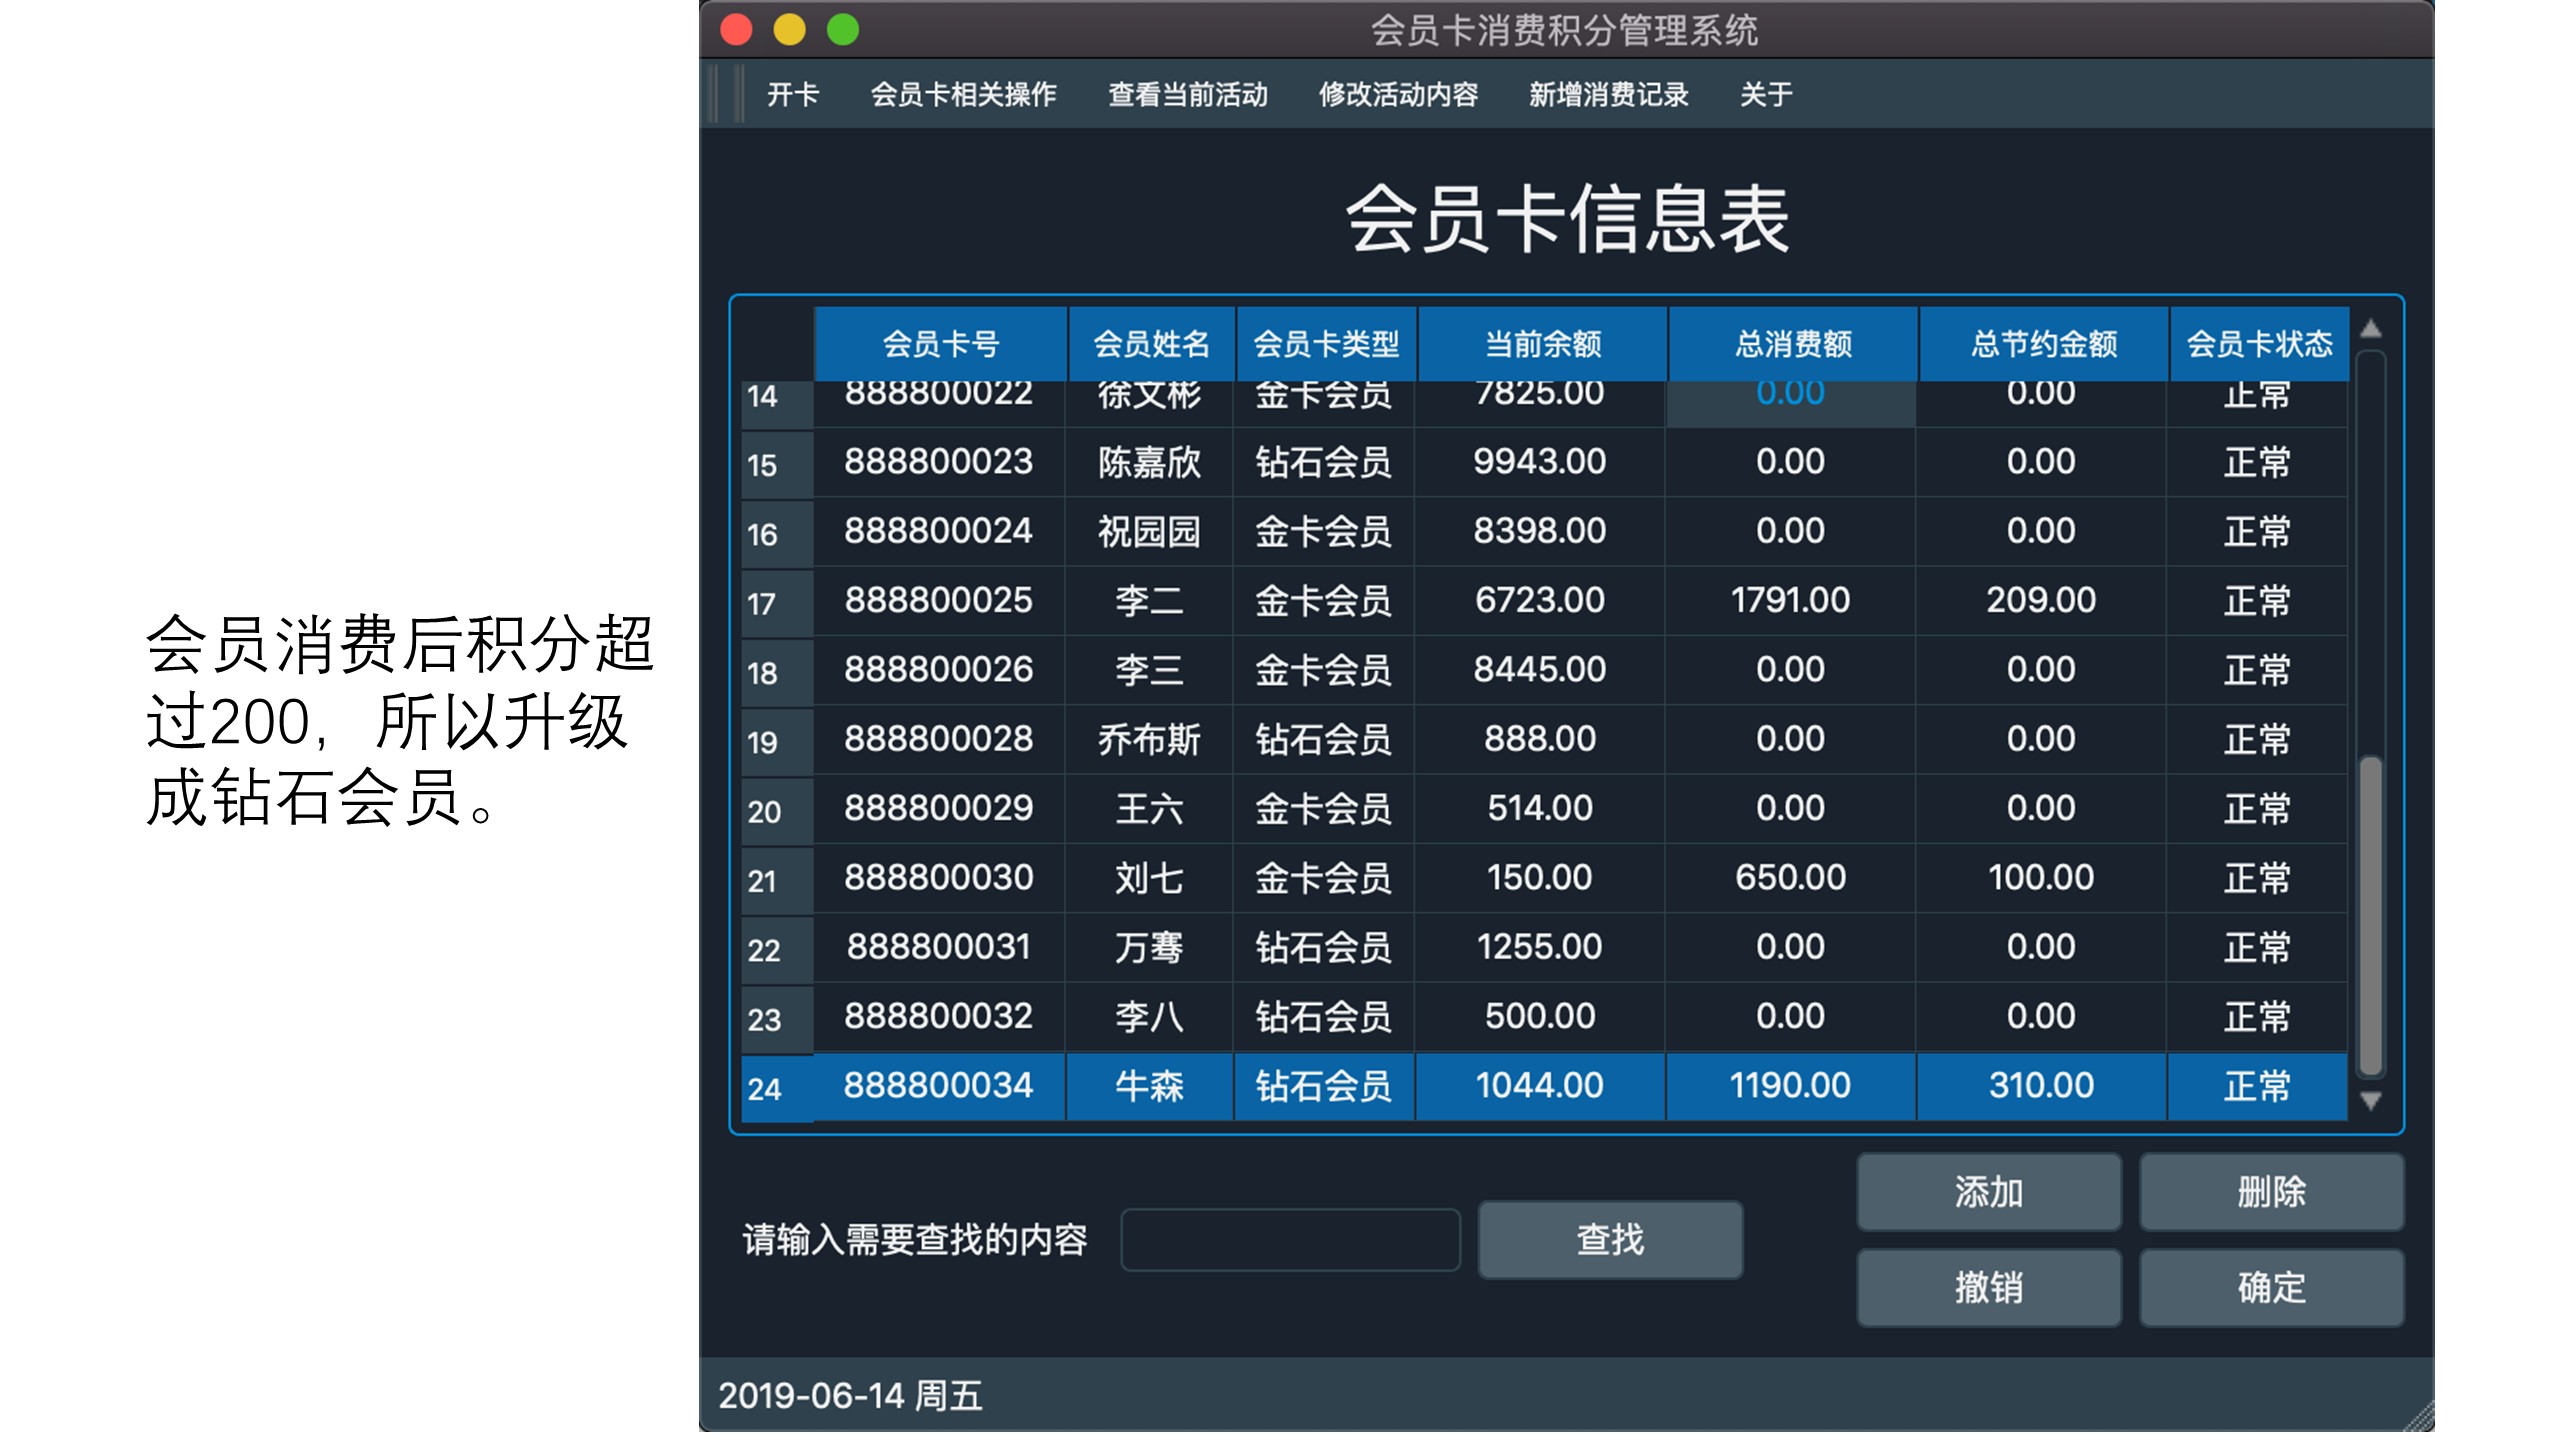 会员消费后积分超
过200，所以升级
成钻石会员。
会员卡消费积分管理系统
开卡 会员卡相关操作 查看当前活动 修改活动内容 新增消费记录 关于
会员卡信息表
会员卡号 会员姓名 会员卡类型 当前余额 总消费额 总节约金额 会员卡状态
14 888800022 徐文彬 金卡会员 7825.00 0.00 0.00 正常
15 888800023 陈嘉欣 钻石会员 9943.00 0.00 0.00 正常
16 888800024 祝园园 金卡会员 8398.00 0.00 0.00 正常
17 888800025 李二 金卡会员 6723.00 1791.00 209.00 正常
18 888800026 李三 金卡会员 8445.00 0.00 0.00 正常
19 888800028 乔布斯 钻石会员 888.00 0.00 0.00 正常
20 888800029 王六 金卡会员 514.00 0.00 0.00 正常
21 888800030 刘七 金卡会员 150.00 650.00 100.00 正常
22 888800031 万骞 钻石会员 1255.00 0.00 0.00 正常
23 888800032 李八 钻石会员 500.00 0.00 0.00 正常
24 888800034 牛森 钻石会员 1044.00 1190.00 310.00 正常
请输入需要查找的内容 查找
添加 删除
撤销 确定
2019-06-14 周五